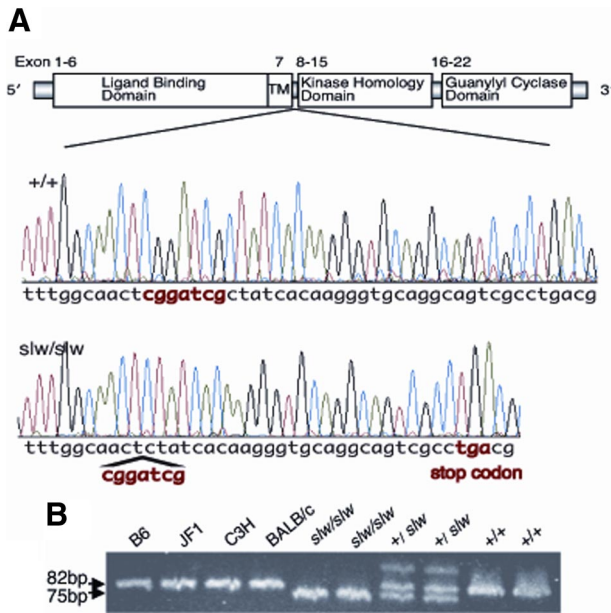 A
Exon 1-6 7 8-15 16-22
5′ Ligand Binding Domain TM Kinase Homology Domain Guanylyl Cyclase Domain 3′
+/+
tttggcaactcggatcgctatcacaagggtgcaggcagtcgcctgacg
slw/slw
tttggcaactctatcacaagggtgcaggcagtcgcctgacg
cggatcg stop codon
B
B6 JF1 C3H BALB/c slw/slw slw/slw +/ slw +/ slw +/+ +/+
82bp
75bp